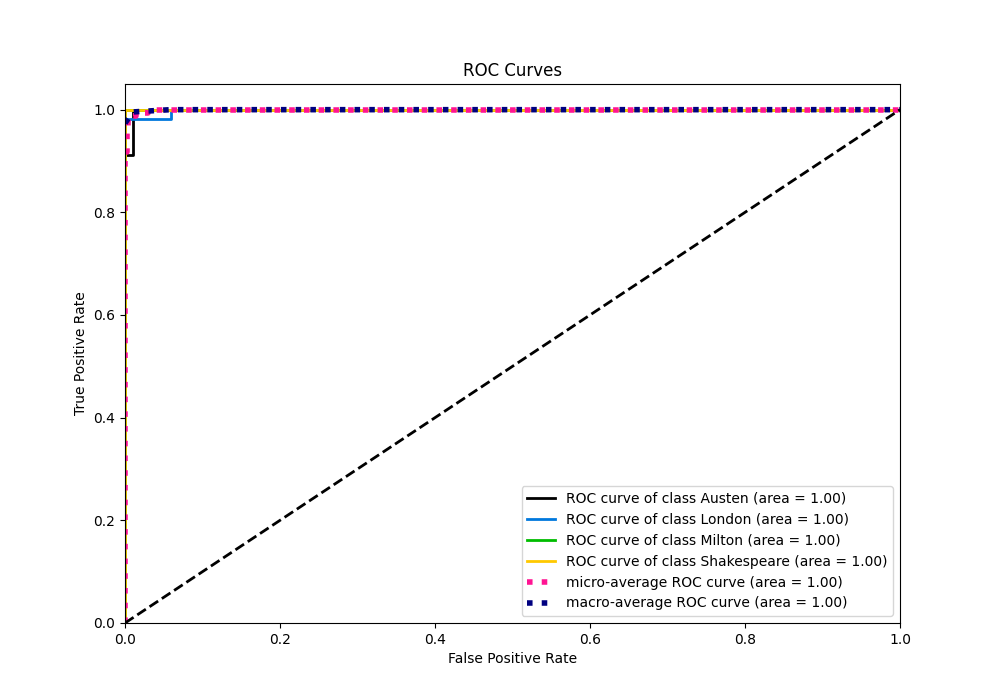 ROC Curves
True Positive Rate
1.0
0.8
0.6
0.4
0.2
0.0
0.0 0.2 0.4 0.6 0.8 1.0
False Positive Rate
ROC curve of class Austen (area = 1.00)
ROC curve of class London (area = 1.00)
ROC curve of class Milton (area = 1.00)
ROC curve of class Shakespeare (area = 1.00)
micro-average ROC curve (area = 1.00)
macro-average ROC curve (area = 1.00)